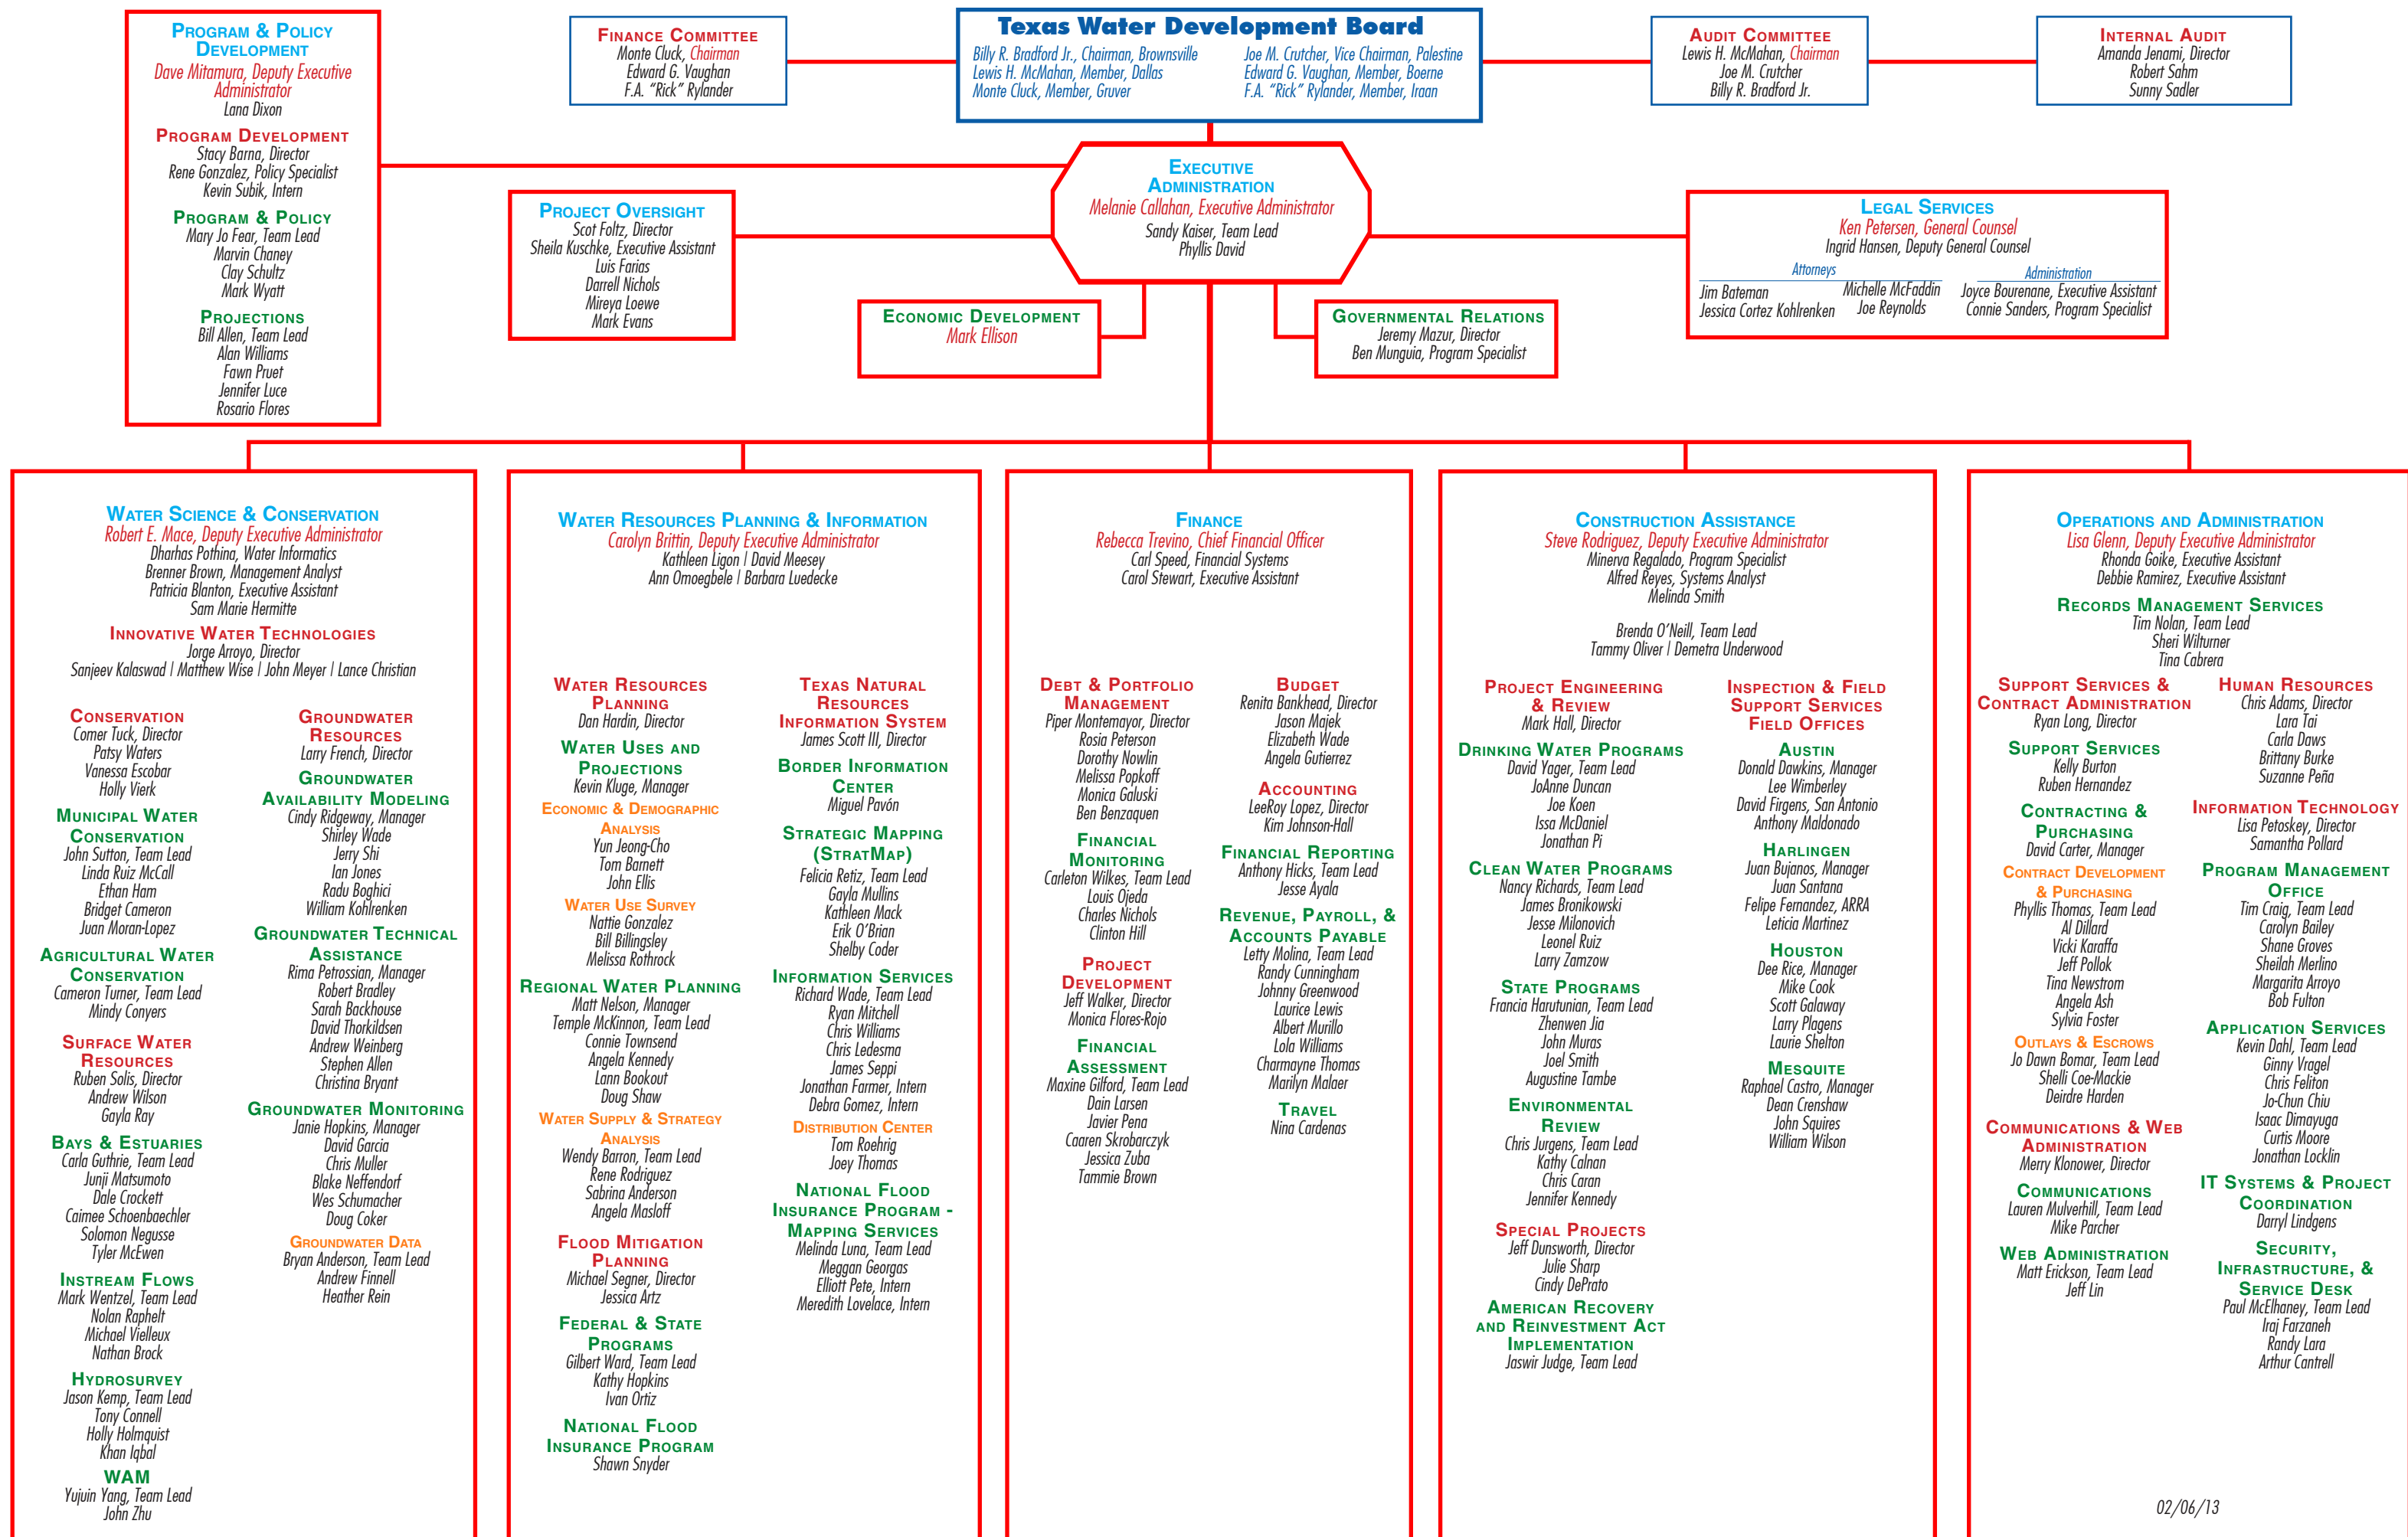 PROGRAM & POLICY
DEVELOPMENT
Dave Mitamura, Deputy Executive
Administrator
Lana Dixon
PROGRAM DEVELOPMENT
Stacy Barna, Director
Rene Gonzalez, Policy Specialist
Kevin Subik, Intern
PROGRAM & POLICY
Mary Jo Fear, Team Lead
Marvin Chaney
Clay Schultz
Mark Wyatt
PROJECTIONS
Bill Allen, Team Lead
Alan Williams
Fawn Pruet
Jennifer Luce
Rosario Flores
FINANCE COMMITTEE
Monte Cluck, Chairman
Edward G. Vaughan
F.A. “Rick” Rylander
Texas Water Development Board
Billy R. Bradford Jr., Chairman, Brownsville
Lewis H. McMahan, Member, Dallas
Monte Cluck, Member, Gruver
Joe M. Crutcher, Vice Chairman, Palestine
Edward G. Vaughan, Member, Boerne
F.A. “Rick” Rylander, Member, Iraan
AUDIT COMMITTEE
Lewis H. McMahan, Chairman
Joe M. Crutcher
Billy R. Bradford Jr.
INTERNAL AUDIT
Amanda Jenami, Director
Robert Sahm
Sunny Sadler
EXECUTIVE
ADMINISTRATION
Melanie Callahan, Executive Administrator
Sandy Kaiser, Team Lead
Phyllis David
PROJECT OVERSIGHT
Scot Foltz, Director
Sheila Kuschke, Executive Assistant
Luis Farias
Darrell Nichols
Mireya Loewe
Mark Evans
LEGAL SERVICES
Ken Petersen, General Counsel
Ingrid Hansen, Deputy General Counsel
Attorneys
Jim Bateman
Jessica Cortez Kohlrenken
Michelle McFaddin
Joe Reynolds
Administration
Joyce Bourenane, Executive Assistant
Connie Sanders, Program Specialist
ECONOMIC DEVELOPMENT
Mark Ellison
GOVERNMENTAL RELATIONS
Jeremy Mazur, Director
Ben Munguia, Program Specialist
WATER SCIENCE & CONSERVATION
Robert E. Mace, Deputy Executive Administrator
Dharhas Pothina, Water Informatics
Brenner Brown, Management Analyst
Patricia Blanton, Executive Assistant
Sam Marie Hermitte
INNOVATIVE WATER TECHNOLOGIES
Jorge Arroyo, Director
Sanjeev Kalaswad | Matthew Wise | John Meyer | Lance Christian
CONSERVATION
Comer Tuck, Director
Patsy Waters
Vanessa Escobar
Holly Vierk
MUNICIPAL WATER
CONSERVATION
John Sutton, Team Lead
Linda Ruiz McCall
Ethan Ham
Bridget Cameron
Juan Moran-Lopez
AGRICULTURAL WATER
CONSERVATION
Cameron Turner, Team Lead
Mindy Conyers
SURFACE WATER
RESOURCES
Ruben Solis, Director
Andrew Wilson
Gayla Ray
BAYS & ESTUARIES
Carla Guthrie, Team Lead
Junji Matsumoto
Dale Crockett
Caimee Schoenbaechler
Solomon Negusse
Tyler McEwen
INSTREAM FLOWS
Mark Wentzel, Team Lead
Nolan Raphelt
Michael Vielleux
Nathan Brock
HYDROSURVEY
Jason Kemp, Team Lead
Tony Connell
Holly Holmquist
Khan Iqbal
WAM
Yujuin Yang, Team Lead
John Zhu
GROUNDWATER
RESOURCES
Larry French, Director
GROUNDWATER
AVAILABILITY MODELING
Cindy Ridgeway, Manager
Shirley Wade
Jerry Shi
Ian Jones
Radu Boghici
William Kohlrenken
GROUNDWATER TECHNICAL
ASSISTANCE
Rima Petrossian, Manager
Robert Bradley
Sarah Backhouse
David Thorkildsen
Andrew Weinberg
Stephen Allen
Christina Bryant
GROUNDWATER MONITORING
Janie Hopkins, Manager
David Garcia
Chris Muller
Blake Neffendorf
Wes Schumacher
Doug Coker
GROUNDWATER DATA
Bryan Anderson, Team Lead
Andrew Finnell
Heather Rein
WATER RESOURCES PLANNING & INFORMATION
Carolyn Brittin, Deputy Executive Administrator
Kathleen Ligon | David Meesey
Ann Omoegbele | Barbara Luedecke
WATER RESOURCES
PLANNING
Dan Hardin, Director
WATER USES AND
PROJECTIONS
Kevin Kluge, Manager
ECONOMIC & DEMOGRAPHIC
ANALYSIS
Yun Jeong-Cho
Tom Barnett
John Ellis
WATER USE SURVEY
Nattie Gonzalez
Bill Billingsley
Melissa Rothrock
REGIONAL WATER PLANNING
Matt Nelson, Manager
Temple McKinnon, Team Lead
Connie Townsend
Angela Kennedy
Lann Bookout
Doug Shaw
WATER SUPPLY & STRATEGY
ANALYSIS
Wendy Barron, Team Lead
Rene Rodriguez
Sabrina Anderson
Angela Masloff
FLOOD MITIGATION
PLANNING
Michael Segner, Director
Jessica Artz
FEDERAL & STATE
PROGRAMS
Gilbert Ward, Team Lead
Kathy Hopkins
Ivan Ortiz
NATIONAL FLOOD
INSURANCE PROGRAM
Shawn Snyder
TEXAS NATURAL
RESOURCES
INFORMATION SYSTEM
James Scott III, Director
BORDER INFORMATION
CENTER
Miguel Pavón
STRATEGIC MAPPING
(STRATMAP)
Felicia Retiz, Team Lead
Gayla Mullins
Kathleen Mack
Erik O’Brian
Shelby Coder
INFORMATION SERVICES
Richard Wade, Team Lead
Ryan Mitchell
Chris Williams
Chris Ledesma
James Seppi
Jonathan Farmer, Intern
Debra Gomez, Intern
DISTRIBUTION CENTER
Tom Roehrig
Joey Thomas
NATIONAL FLOOD
INSURANCE PROGRAM -
MAPPING SERVICES
Melinda Luna, Team Lead
Meggan Georgas
Elliott Pete, Intern
Meredith Lovelace, Intern
FINANCE
Rebecca Trevino, Chief Financial Officer
Carl Speed, Financial Systems
Carol Stewart, Executive Assistant
DEBT & PORTFOLIO
MANAGEMENT
Piper Montemayor, Director
Rosia Peterson
Dorothy Nowlin
Melissa Popkoff
Monica Galuski
Ben Benzaquen
FINANCIAL
MONITORING
Carleton Wilkes, Team Lead
Louis Ojeda
Charles Nichols
Clinton Hill
PROJECT
DEVELOPMENT
Jeff Walker, Director
Monica Flores-Rojo
FINANCIAL
ASSESSMENT
Maxine Gilford, Team Lead
Dain Larsen
Javier Pena
Caaren Skrobarczyk
Jessica Zuba
Tammie Brown
BUDGET
Renita Bankhead, Director
Jason Majek
Elizabeth Wade
Angela Gutierrez
ACCOUNTING
LeeRoy Lopez, Director
Kim Johnson-Hall
FINANCIAL REPORTING
Anthony Hicks, Team Lead
Jesse Ayala
REVENUE, PAYROLL, &
ACCOUNTS PAYABLE
Letty Molina, Team Lead
Randy Cunningham
Johnny Greenwood
Laurice Lewis
Albert Murillo
Lola Williams
Charmayne Thomas
Marilyn Malaer
TRAVEL
Nina Cardenas
CONSTRUCTION ASSISTANCE
Steve Rodriguez, Deputy Executive Administrator
Minerva Regalado, Program Specialist
Alfred Reyes, Systems Analyst
Melinda Smith
Brenda O’Neill, Team Lead
Tammy Oliver | Demetra Underwood
PROJECT ENGINEERING
& REVIEW
Mark Hall, Director
DRINKING WATER PROGRAMS
David Yager, Team Lead
JoAnne Duncan
Joe Koen
Issa McDaniel
Jonathan Pi
CLEAN WATER PROGRAMS
Nancy Richards, Team Lead
James Bronikowski
Jesse Milonovich
Leonel Ruiz
Larry Zamzow
STATE PROGRAMS
Francia Harutunian, Team Lead
Zhenwen Jia
John Muras
Joel Smith
Augustine Tambe
ENVIRONMENTAL
REVIEW
Chris Jurgens, Team Lead
Kathy Calnan
Chris Caran
Jennifer Kennedy
SPECIAL PROJECTS
Jeff Dunsworth, Director
Julie Sharp
Cindy DePrato
AMERICAN RECOVERY
AND REINVESTMENT ACT
IMPLEMENTATION
Jaswir Judge, Team Lead
INSPECTION & FIELD
SUPPORT SERVICES
FIELD OFFICES
AUSTIN
Donald Dawkins, Manager
Lee Wimberley
David Firgens, San Antonio
Anthony Maldonado
HARLINGEN
Juan Bujanos, Manager
Juan Santana
Felipe Fernandez, ARRA
Leticia Martinez
HOUSTON
Dee Rice, Manager
Mike Cook
Scott Galaway
Larry Plagens
Laurie Shelton
MESQUITE
Raphael Castro, Manager
Dean Crenshaw
John Squires
William Wilson
OPERATIONS AND ADMINISTRATION
Lisa Glenn, Deputy Executive Administrator
Rhonda Goike, Executive Assistant
Debbie Ramirez, Executive Assistant
RECORDS MANAGEMENT SERVICES
Tim Nolan, Team Lead
Sheri Wilturner
Tina Cabrera
SUPPORT SERVICES &
CONTRACT ADMINISTRATION
Ryan Long, Director
SUPPORT SERVICES
Kelly Burton
Ruben Hernandez
CONTRACTING &
PURCHASING
David Carter, Manager
CONTRACT DEVELOPMENT
& PURCHASING
Phyllis Thomas, Team Lead
Al Dillard
Vicki Karaffa
Jeff Pollok
Tina Newstrom
Angela Ash
Sylvia Foster
OUTLAYS & ESCROWS
Jo Dawn Bomar, Team Lead
Shelli Coe-Mackie
Deirdre Harden
COMMUNICATIONS & WEB
ADMINISTRATION
Merry Klonower, Director
COMMUNICATIONS
Lauren Mulverhill, Team Lead
Mike Parcher
WEB ADMINISTRATION
Matt Erickson, Team Lead
Jeff Lin
HUMAN RESOURCES
Chris Adams, Director
Lara Tai
Carla Daws
Brittany Burke
Suzanne Peña
INFORMATION TECHNOLOGY
Lisa Petoskey, Director
Samantha Pollard
PROGRAM MANAGEMENT
OFFICE
Tim Craig, Team Lead
Carolyn Bailey
Shane Groves
Sheilah Merlino
Margarita Arroyo
Bob Fulton
APPLICATION SERVICES
Kevin Dahl, Team Lead
Ginny Vragel
Chris Feliton
Jo-Chun Chiu
Isaac Dimayuga
Curtis Moore
Jonathan Locklin
IT SYSTEMS & PROJECT
COORDINATION
Darryl Lindgens
SECURITY,
INFRASTRUCTURE, &
SERVICE DESK
Paul McElhaney, Team Lead
Iraj Farzaneh
Randy Lara
Arthur Cantrell
02/06/13